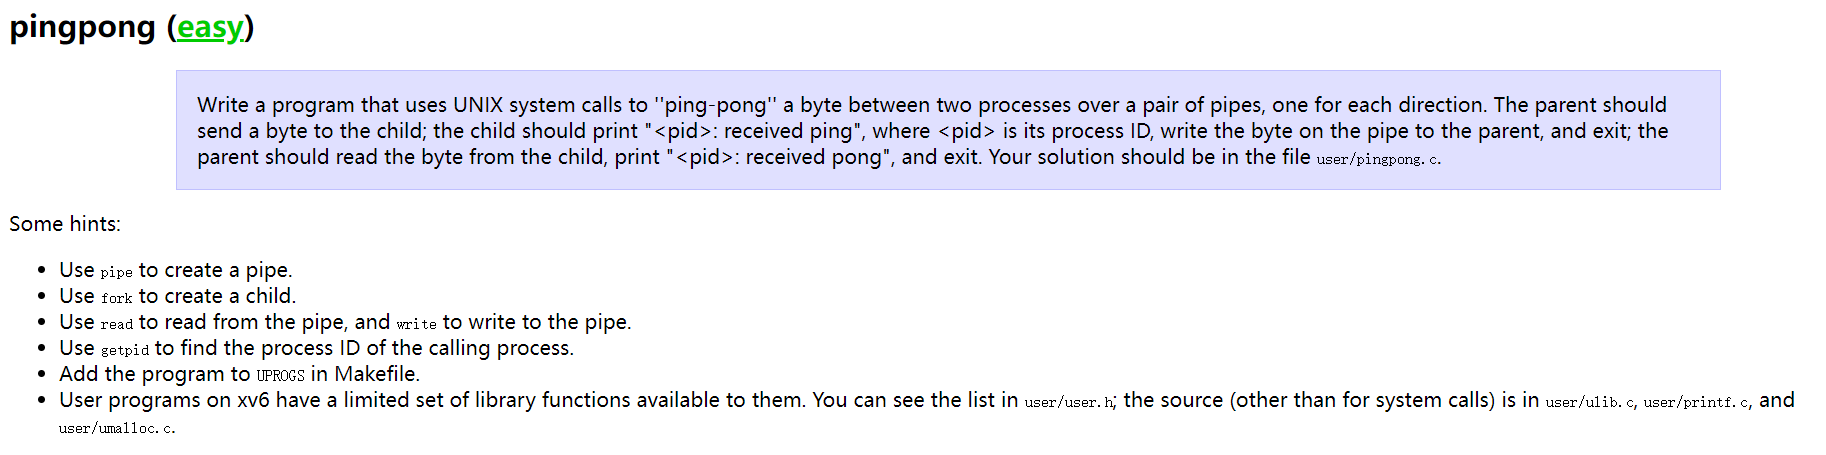 pingpong (easy)
Write a program that uses UNIX system calls to ''ping-pong'' a byte between two processes over a pair of pipes, one for each direction. The parent should
send a byte to the child; the child should print "<pid>: received ping", where <pid> is its process ID, write the byte on the pipe to the parent, and exit; the
parent should read the byte from the child, print "<pid>: received pong", and exit. Your solution should be in the file user/pingpong.c.
Some hints:
• Use pipe to create a pipe.
• Use fork to create a child.
• Use read to read from the pipe, and write to write to the pipe.
• Use getpid to find the process ID of the calling process.
• Add the program to UPROGS in Makefile.
• User programs on xv6 have a limited set of library functions available to them. You can see the list in user/user.h; the source (other than for system calls) is in user/ulib.c, user/printf.c, and
user/umalloc.c.